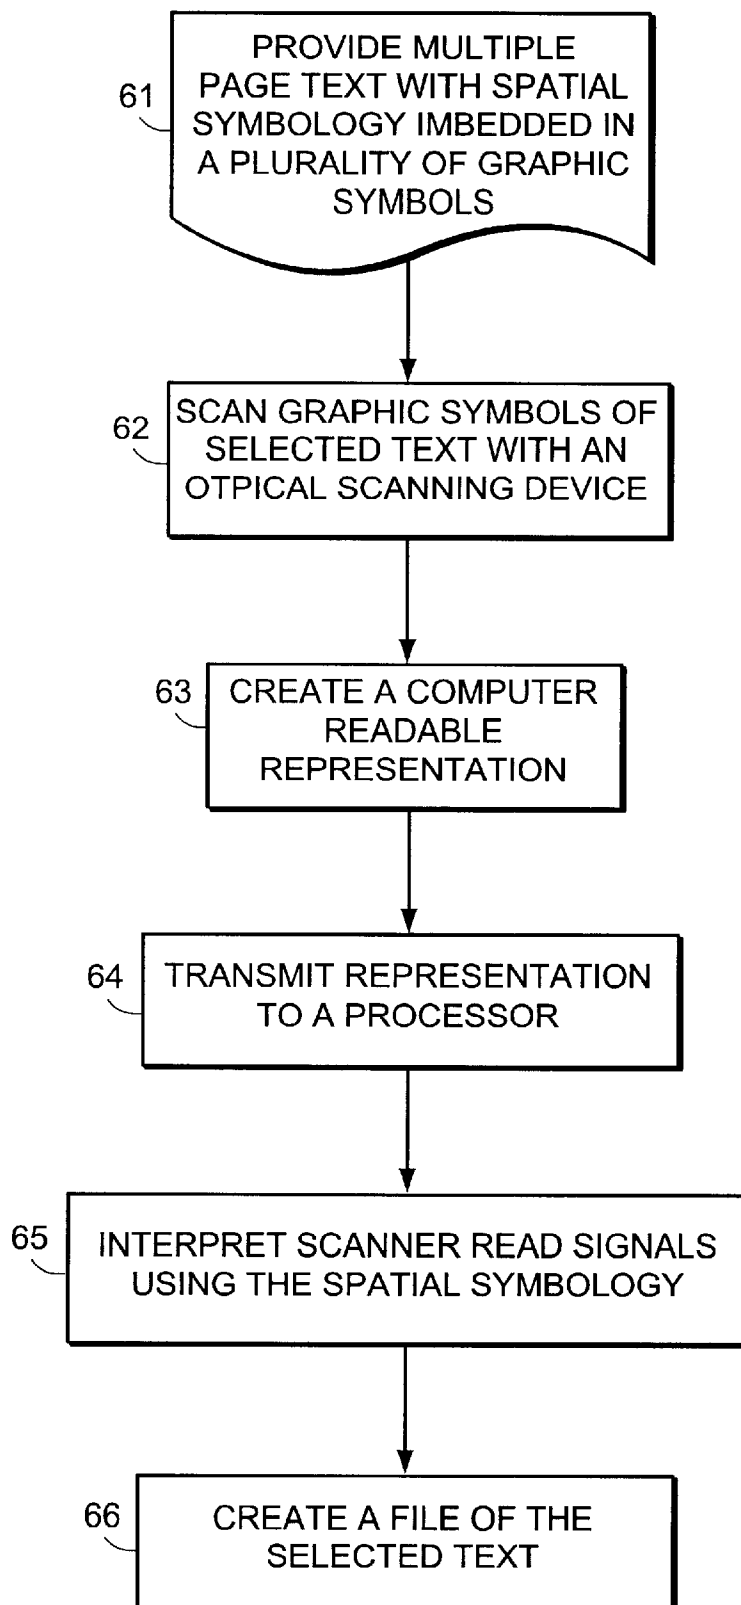 61
PROVIDE MULTIPLE
PAGE TEXT WITH SPATIAL
SYMBOLOGY IMBEDDED IN
A PLURALITY OF GRAPHIC
SYMBOLS
62
SCAN GRAPHIC SYMBOLS OF
SELECTED TEXT WITH AN
OTPICAL SCANNING DEVICE
63
CREATE A COMPUTER
READABLE
REPRESENTATION
64
TRANSMIT REPRESENTATION
TO A PROCESSOR
65
INTERPRET SCANNER READ SIGNALS
USING THE SPATIAL SYMBOLOGY
66
CREATE A FILE OF THE
SELECTED TEXT